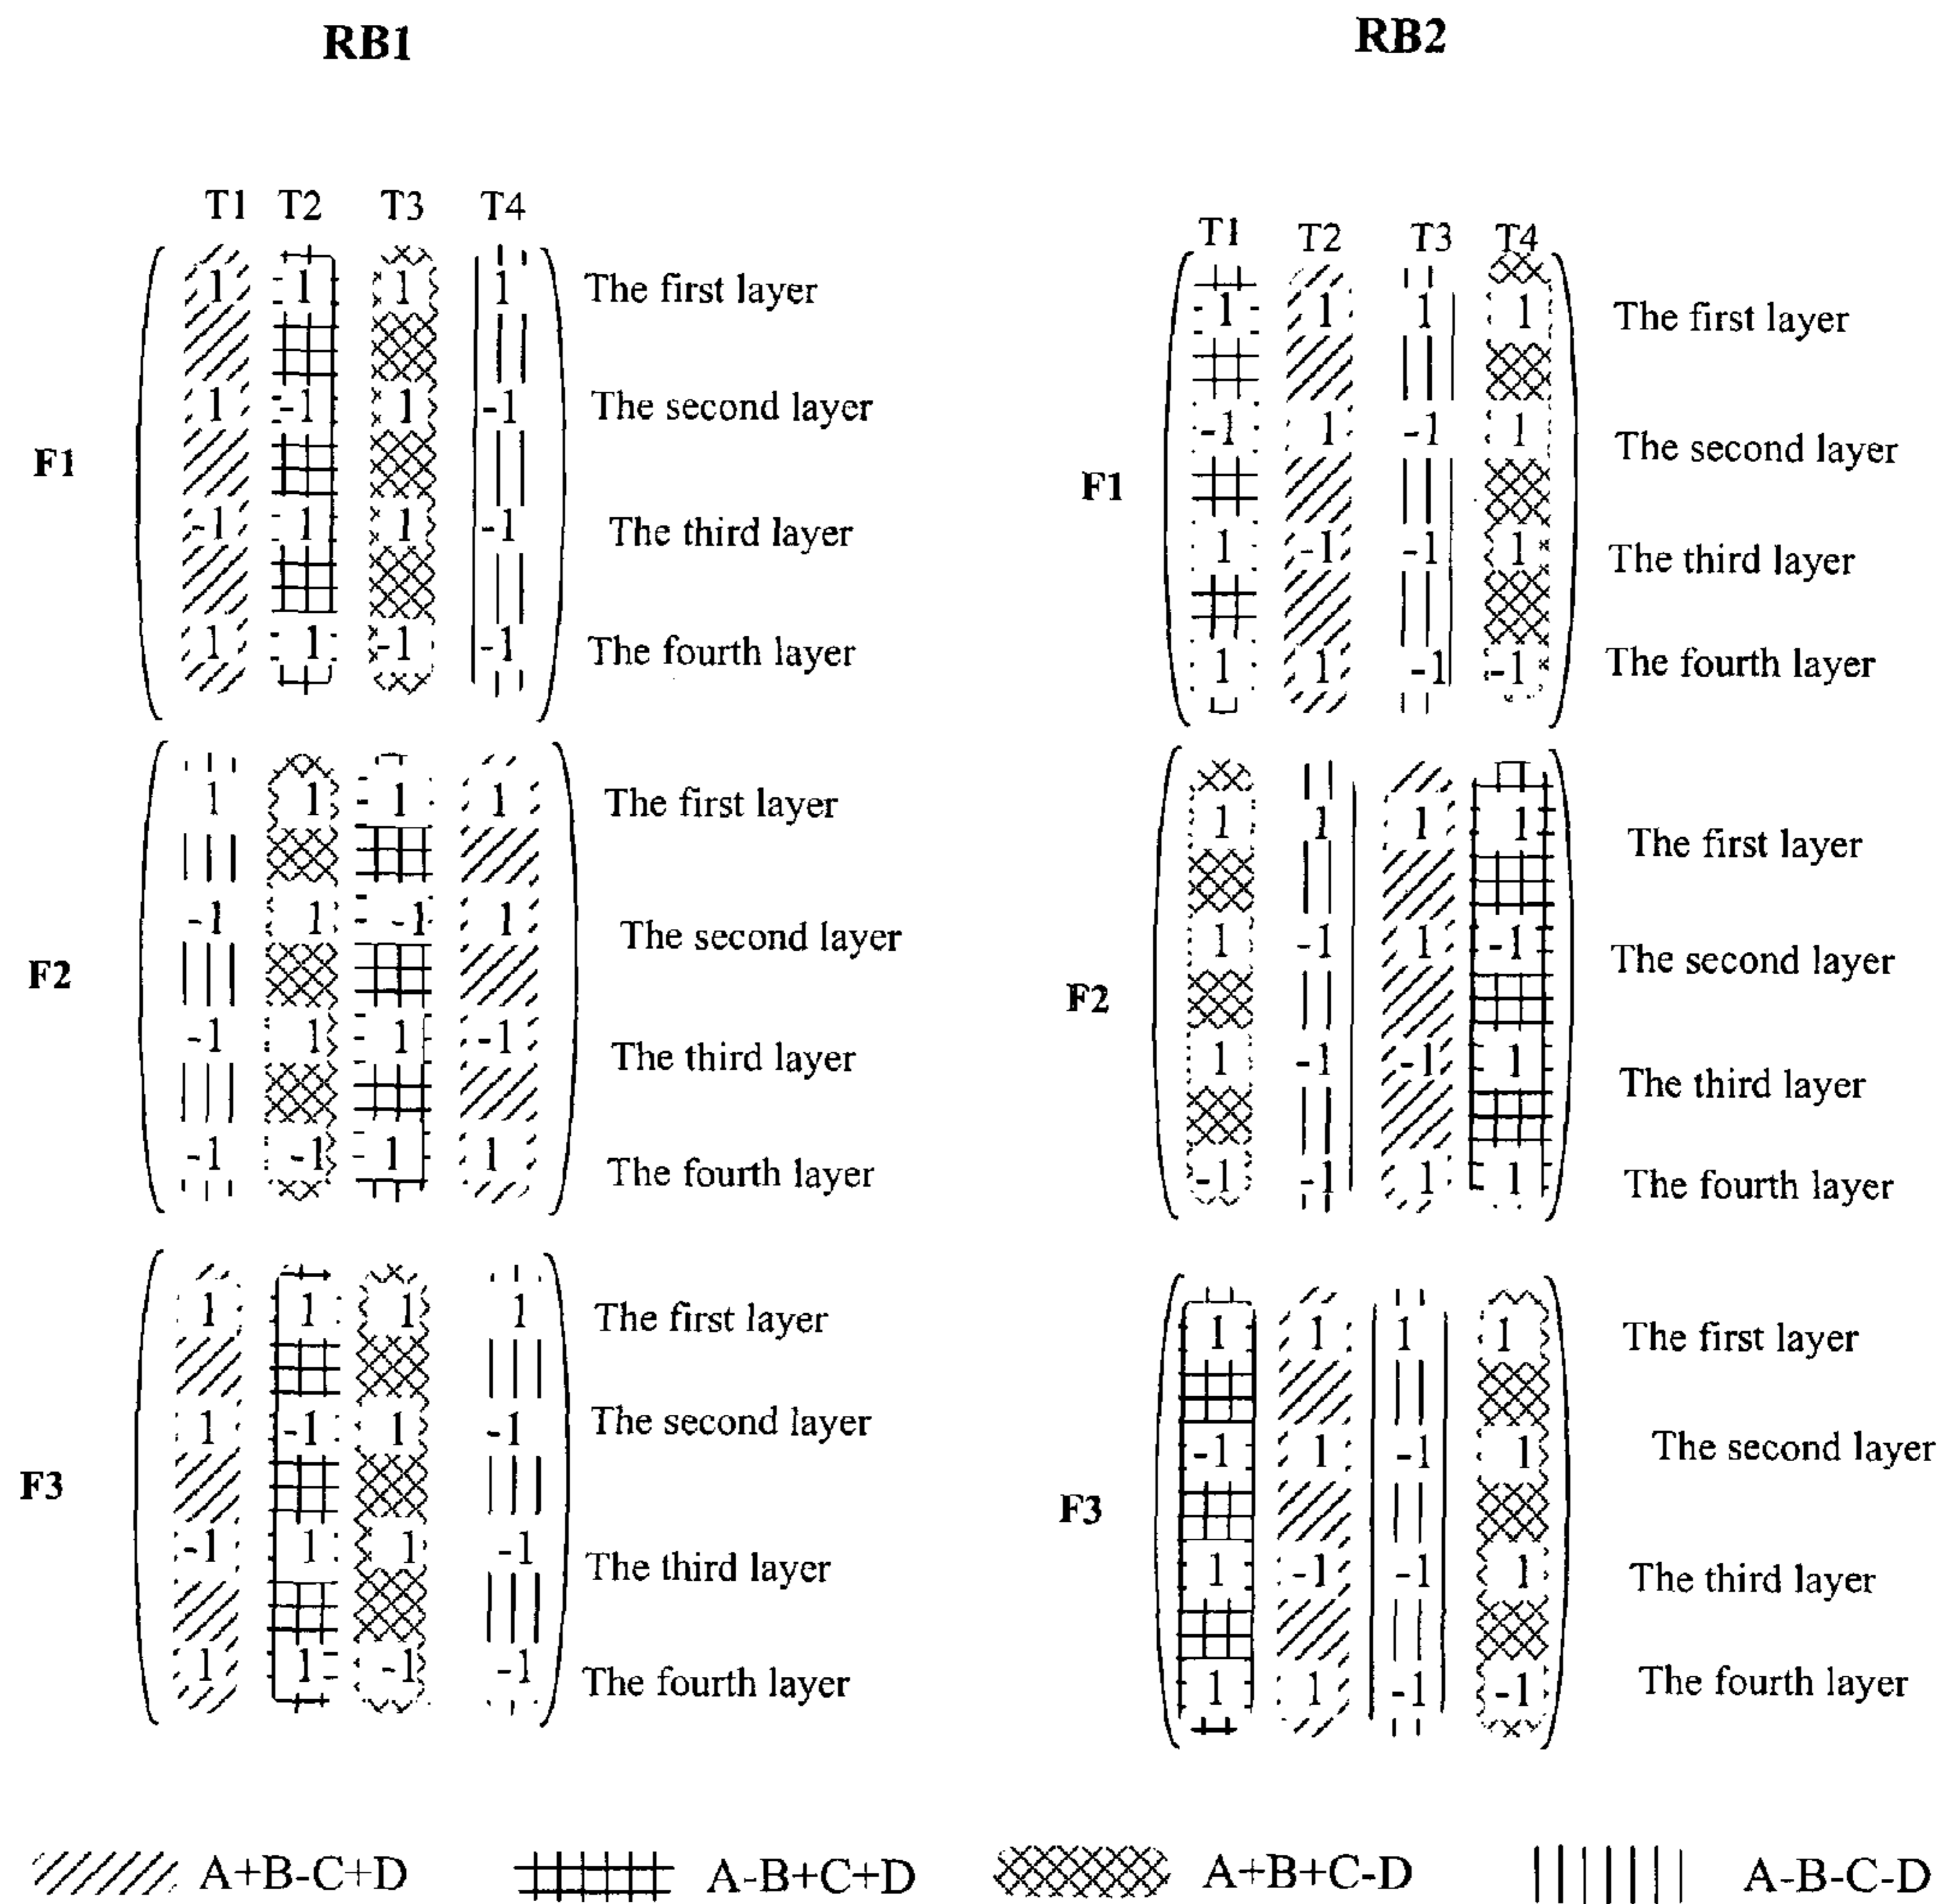 RB1
T1 T2 T3 T4
F1
1 1 1 1 The first layer
1 -1 1 -1 The second layer
-1 1 1 -1 The third layer
1 1 -1 -1 The fourth layer
F2
1 1 1 1 The first layer
-1 1 -1 1 The second layer
-1 1 1 -1 The third layer
-1 -1 1 1 The fourth layer
F3
1 1 1 1 The first layer
1 -1 1 -1 The second layer
-1 1 1 -1 The third layer
1 1 -1 -1 The fourth layer
RB2
T1 T2 T3 T4
F1
1 1 1 1 The first layer
-1 1 -1 1 The second layer
1 -1 -1 1 The third layer
1 1 -1 -1 The fourth layer
F2
1 1 1 1 The first layer
1 -1 1 -1 The second layer
1 -1 -1 1 The third layer
-1 -1 1 1 The fourth layer
F3
1 1 1 1 The first layer
-1 1 -1 1 The second layer
1 -1 -1 1 The third layer
1 1 -1 -1 The fourth layer
A+B-C+D A-B+C+D A+B+C-D A-B-C-D